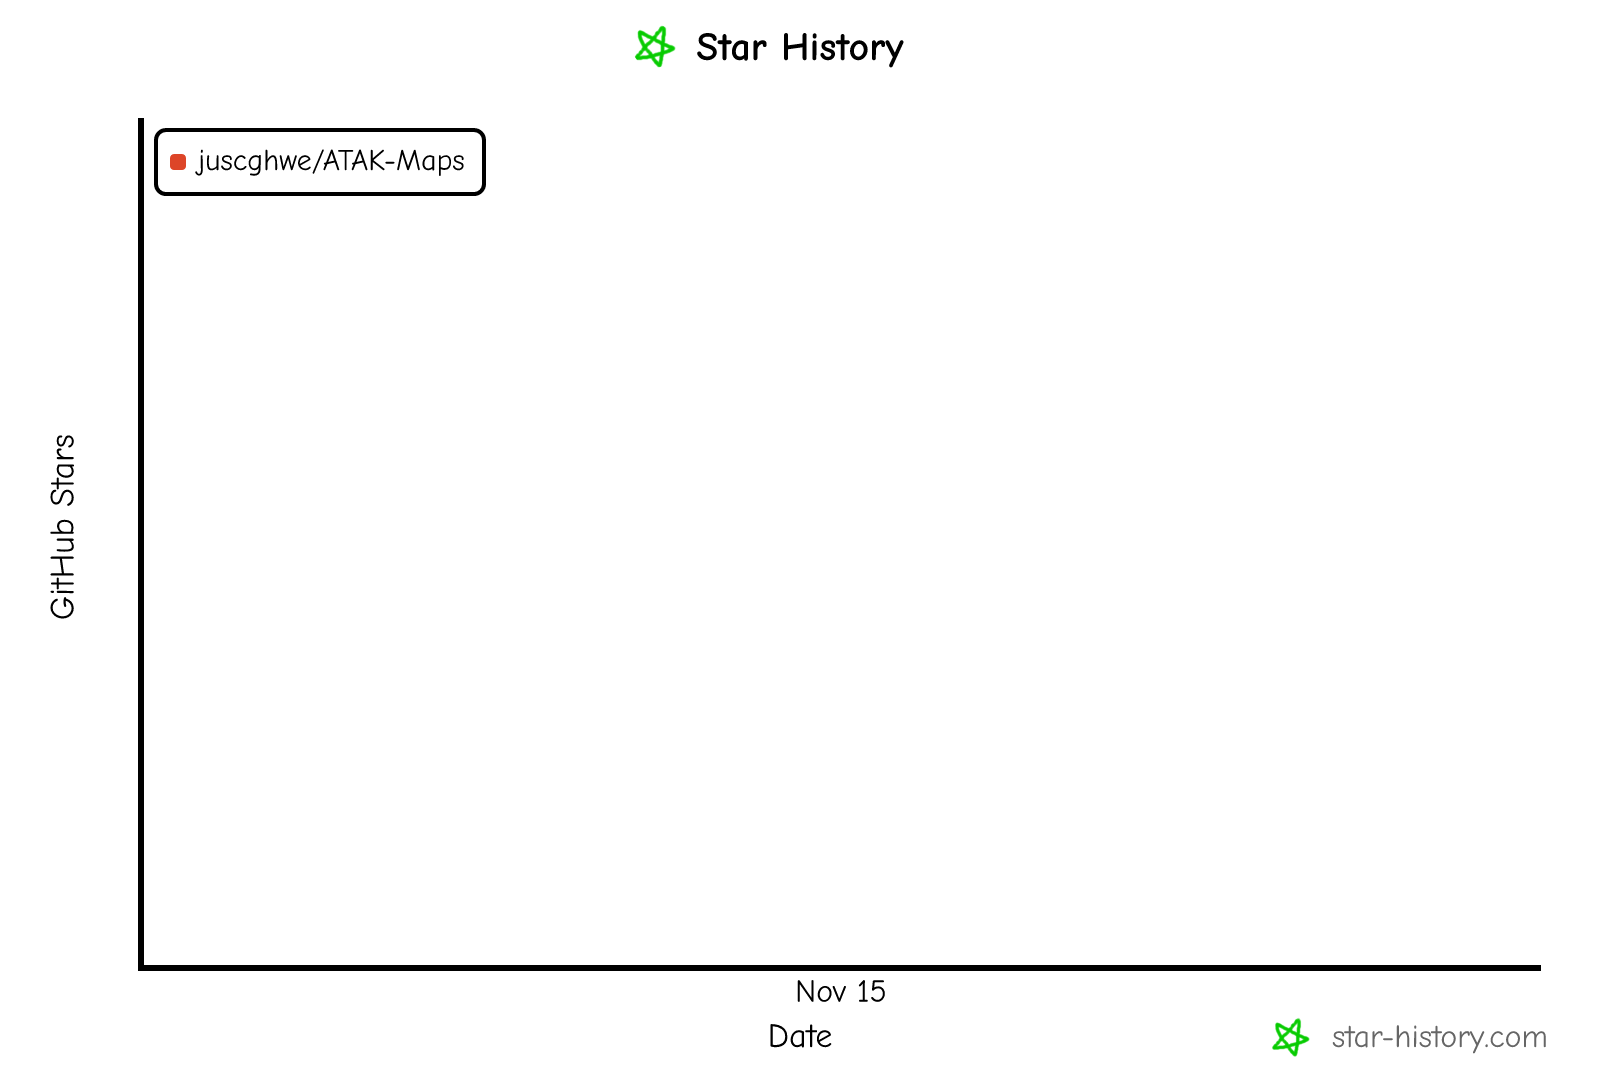 Star History
juscghwe/ATAK-Maps
GitHub Stars
Nov 15
Date
star-history.com